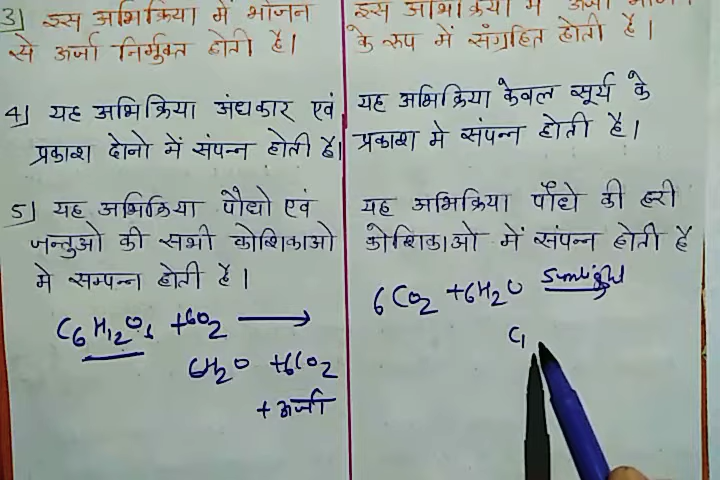 3) इस अभिक्रिया में भोजन
से ऊर्जा निर्मुक्त होती है।
4) यह अभिक्रिया अंधकार एवं
प्रकाश दोनो में संपन्न होती है।
5) यह अभिक्रिया पौधो एवं
जन्तुओ की सभी कोशिकाओ
मे सम्पन्न होती है।
C6H12O6 +6O2 →
6H2O +6CO2
+ ऊर्जा
इस अभिक्रिया में ऊर्जा
के रूप में संग्रहित होती है।
यह अभिक्रिया केवल सूर्य के
प्रकाश मे संपन्न होती है।
यह अभिक्रिया पौधे की हरी
कोशिकाओ में संपन्न होती है
6CO2 +6H2O Sunlight
C